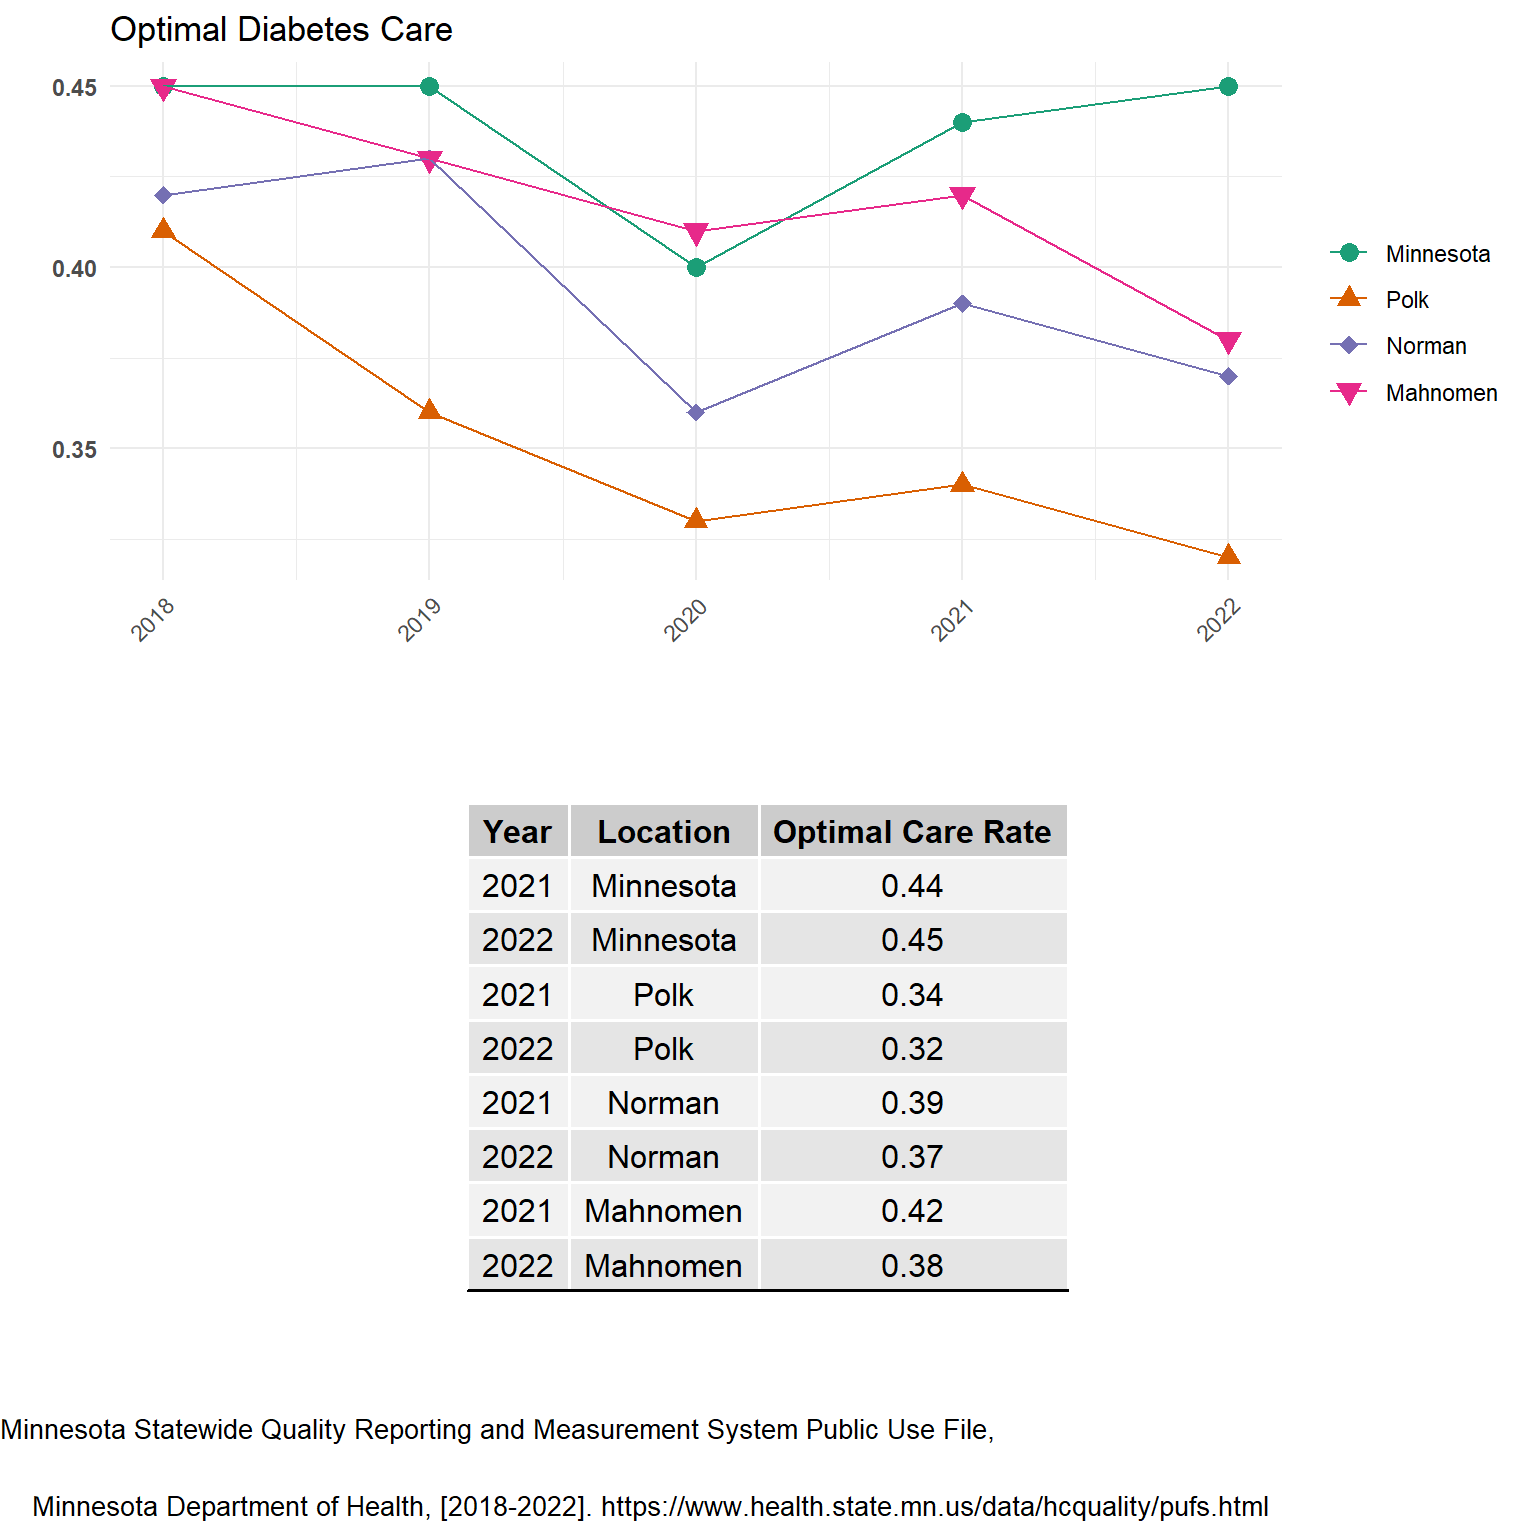 Optimal Diabetes Care
0.45
0.40
0.35
2018
2019
2020
2021
2022
Minnesota
Polk
Norman
Mahnomen
Year Location Optimal Care Rate
2021 Minnesota 0.44
2022 Minnesota 0.45
2021 Polk 0.34
2022 Polk 0.32
2021 Norman 0.39
2022 Norman 0.37
2021 Mahnomen 0.42
2022 Mahnomen 0.38
Minnesota Statewide Quality Reporting and Measurement System Public Use File,
Minnesota Department of Health, [2018-2022]. https://www.health.state.mn.us/data/hcquality/pufs.html